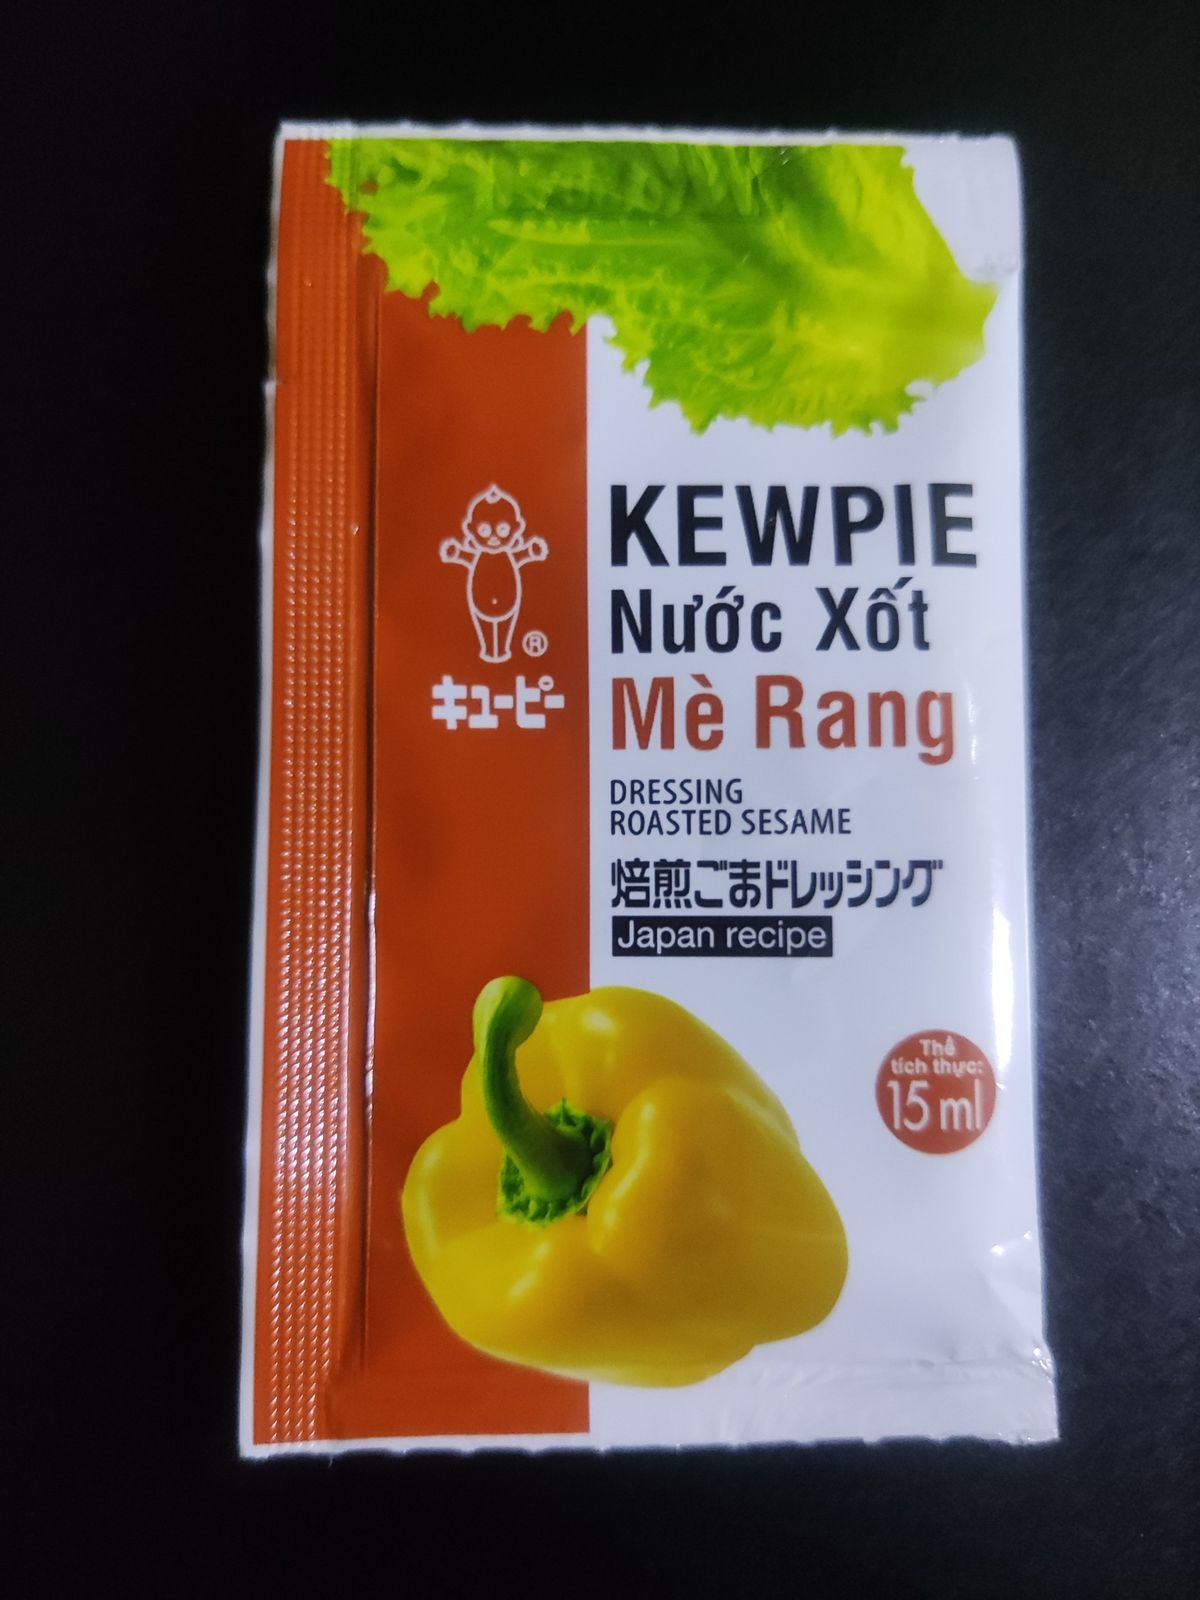 ®
キューピー
KEWPIE
Nước Xốt
Mè Rang
DRESSING
ROASTED SESAME
焙煎ごまドレッシング
Japan recipe
Thể
tích thực:
15 ml